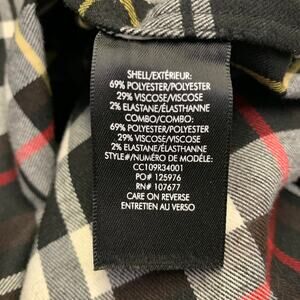 SHELL/EXTÉRIEUR:
69% POLYESTER/POLYESTER
29% VISCOSE/VISCOSE
2% ELASTANE/ÉLASTHANNE
COMBO/COMBO:
69% POLYESTER/POLYESTER
29% VISCOSE/VISCOSE
2% ELASTANE/ÉLASTHANNE
STYLE#/NUMÉRO DE MODÈLE:
CC109R34001
PO# 125976
RN# 107677
CARE ON REVERSE
ENTRETIEN AU VERSO